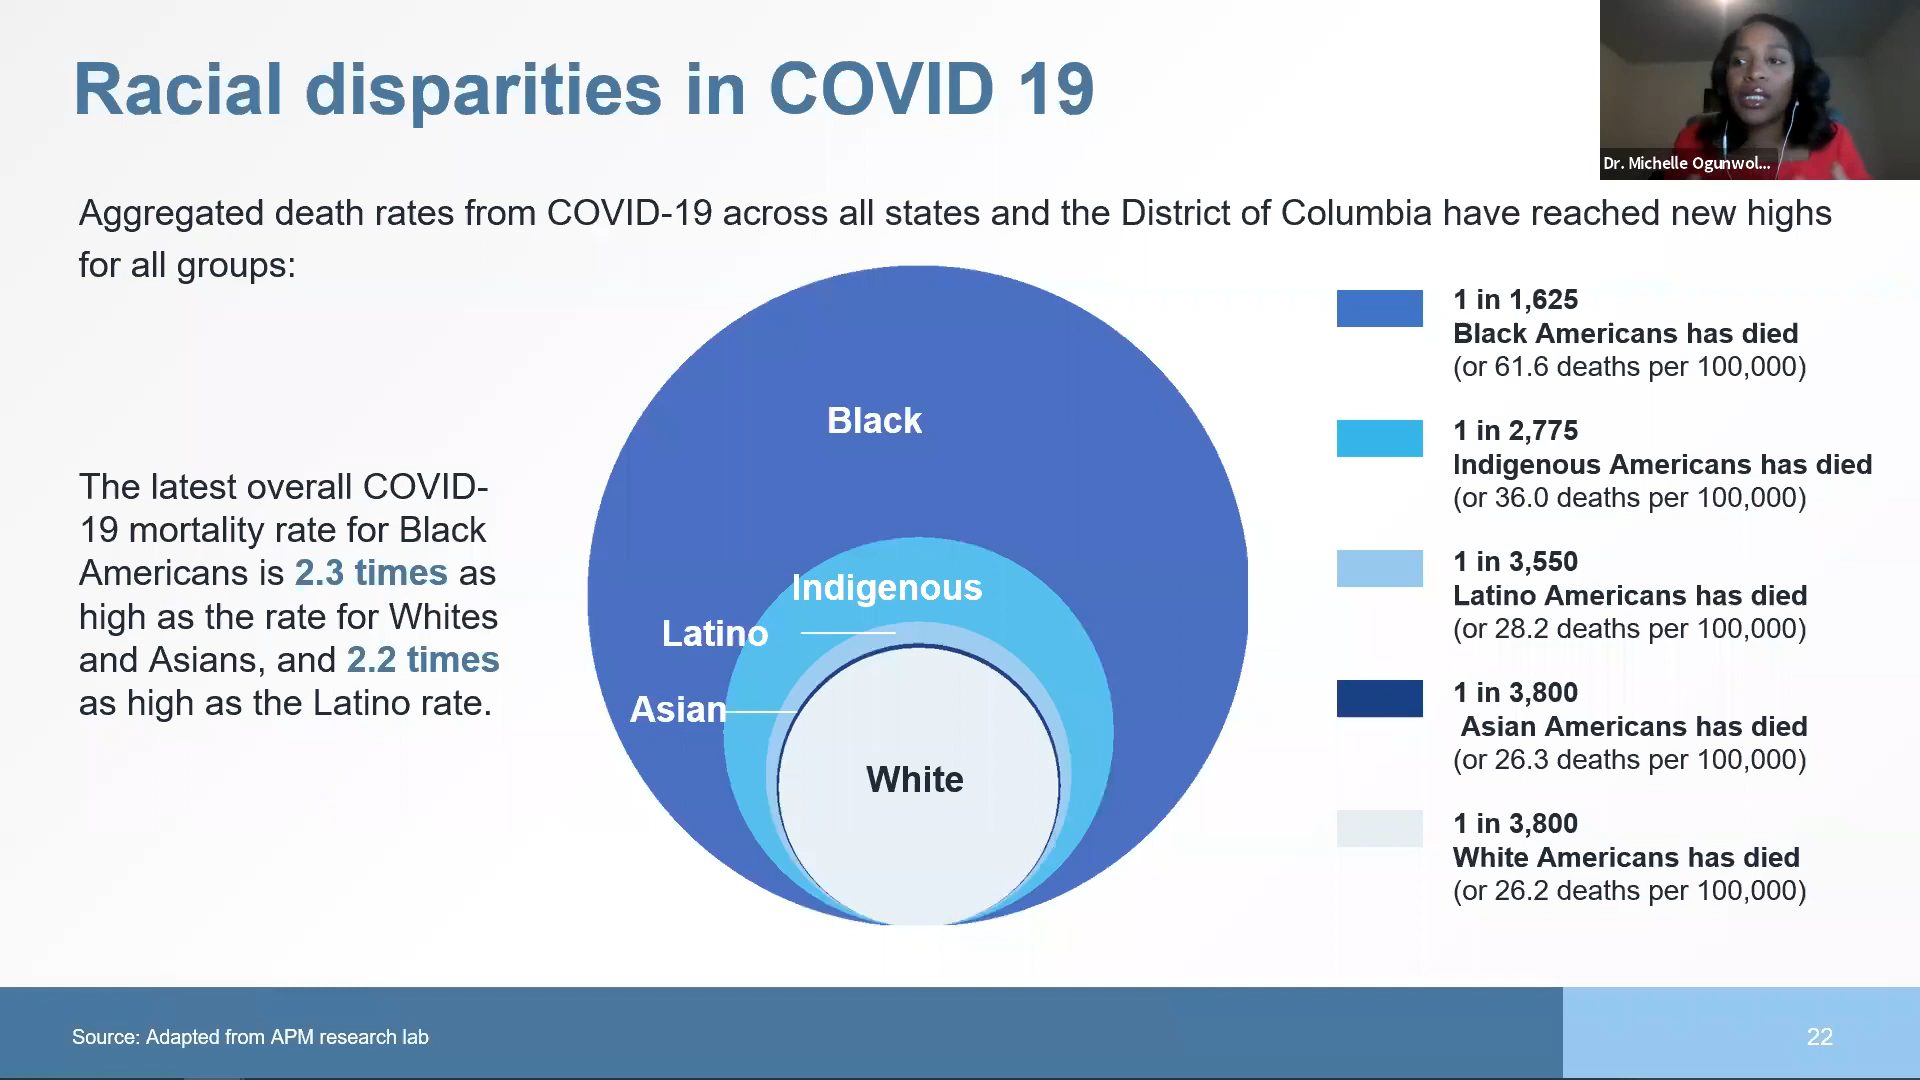 Racial disparities in COVID 19
Dr. Michelle Ogunwol...
Aggregated death rates from COVID-19 across all states and the District of Columbia have reached new highs
for all groups:
The latest overall COVID-
19 mortality rate for Black
Americans is 2.3 times as
high as the rate for Whites
and Asians, and 2.2 times
as high as the Latino rate.
Black
Indigenous
Latino
Asian
White
1 in 1,625
Black Americans has died
(or 61.6 deaths per 100,000)
1 in 2,775
Indigenous Americans has died
(or 36.0 deaths per 100,000)
1 in 3,550
Latino Americans has died
(or 28.2 deaths per 100,000)
1 in 3,800
Asian Americans has died
(or 26.3 deaths per 100,000)
1 in 3,800
White Americans has died
(or 26.2 deaths per 100,000)
Source: Adapted from APM research lab
22